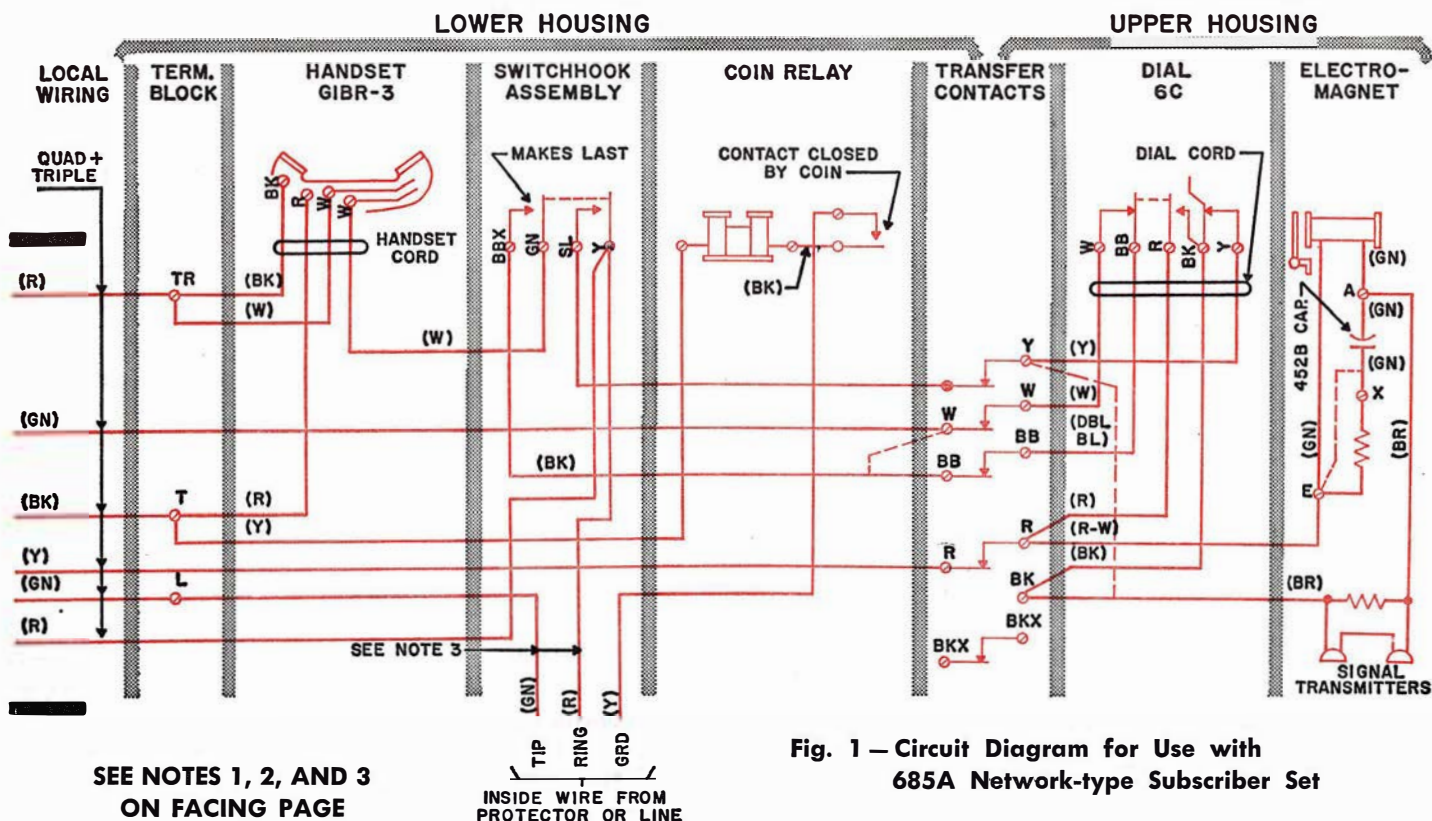 LOWER HOUSING
UPPER HOUSING
LOCAL
WIRING
TERM.
BLOCK
HANDSET
GIBR-3
SWITCHHOOK
ASSEMBLY
COIN RELAY
TRANSFER
CONTACTS
DIAL
6C
ELECTRO-
MAGNET
QUAD +
TRIPLE
MAKES LAST
CONTACT CLOSED
BY COIN
DIAL CORD
BK
R
W
W
HANDSET
CORD
BBX
GN
SL
Y
(BK)
W
BB
R
BK
Y
(GN)
A
(GN)
452B CAP.
(GN)
X
(GN)
(BR)
E
(R)
TR
(BK)
(W)
(W)
Y
(Y)
W
(W)
(GN)
W
(DBL
BL)
BB
(BK)
BB
(BK)
T
(R)
(Y)
(R)
R
(R-W)
(BK)
(Y)
R
(GN)
L
BK
(BR)
(R)
SEE NOTE 3
BKX
BKX
SIGNAL
TRANSMITTERS
(GN)
(R)
(Y)
TIP
RING
GRD
INSIDE WIRE FROM
PROTECTOR OR LINE
SEE NOTES 1, 2, AND 3
ON FACING PAGE
Fig. 1 — Circuit Diagram for Use with
685A Network-type Subscriber Set